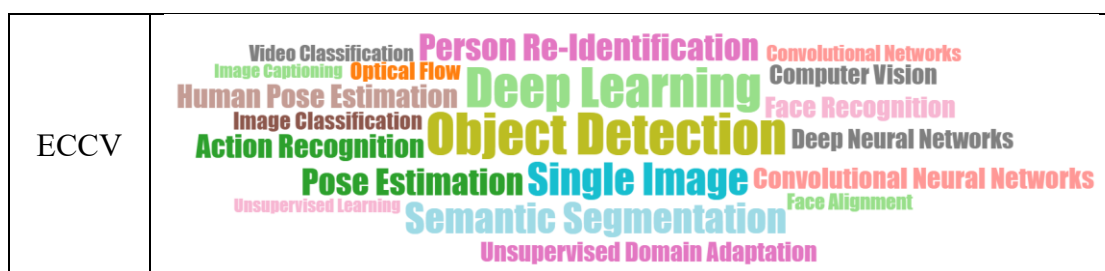 ECCV
Video Classification Person Re-Identification Convolutional Networks
Image Captioning Optical Flow Deep Learning Computer Vision
Human Pose Estimation Face Recognition
Image Classification Object Detection Deep Neural Networks
Action Recognition
Pose Estimation Single Image Convolutional Neural Networks
Unsupervised Learning Semantic Segmentation Face Alignment
Unsupervised Domain Adaptation